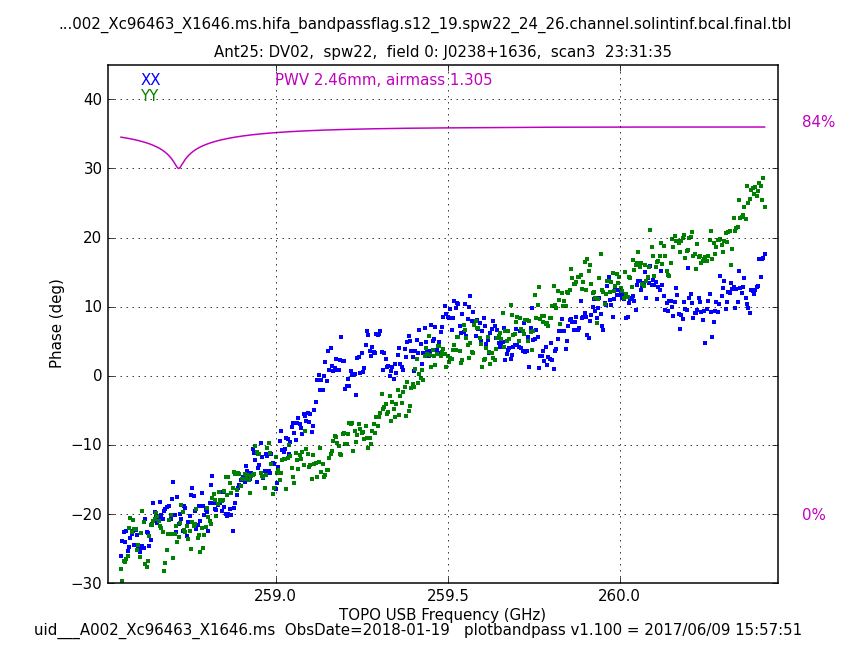 ...002_Xc96463_X1646.ms.hifa_bandpassflag.s12_19.spw22_24_26.channel.solintinf.bcal.final.tbl
Ant25: DV02,  spw22,  field 0: J0238+1636,  scan3  23:31:35
XX
PWV 2.46mm, airmass 1.305
YY
40
84%
30
20
10
Phase (deg)
0
−10
−20
0%
−30
259.0
259.5
260.0
TOPO USB Frequency (GHz)
uid___A002_Xc96463_X1646.ms  ObsDate=2018-01-19   plotbandpass v1.100 = 2017/06/09 15:57:51